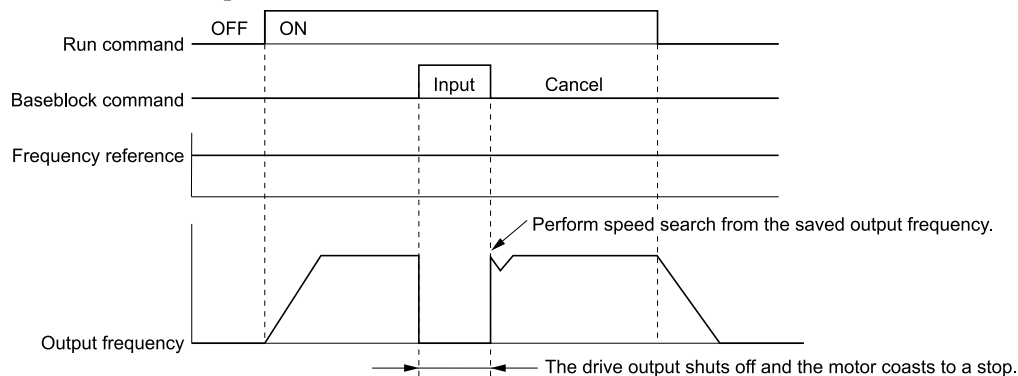 OFF ON
Run command
Input Cancel
Baseblock command
Frequency reference
Perform speed search from the saved output frequency.
Output frequency
The drive output shuts off and the motor coasts to a stop.